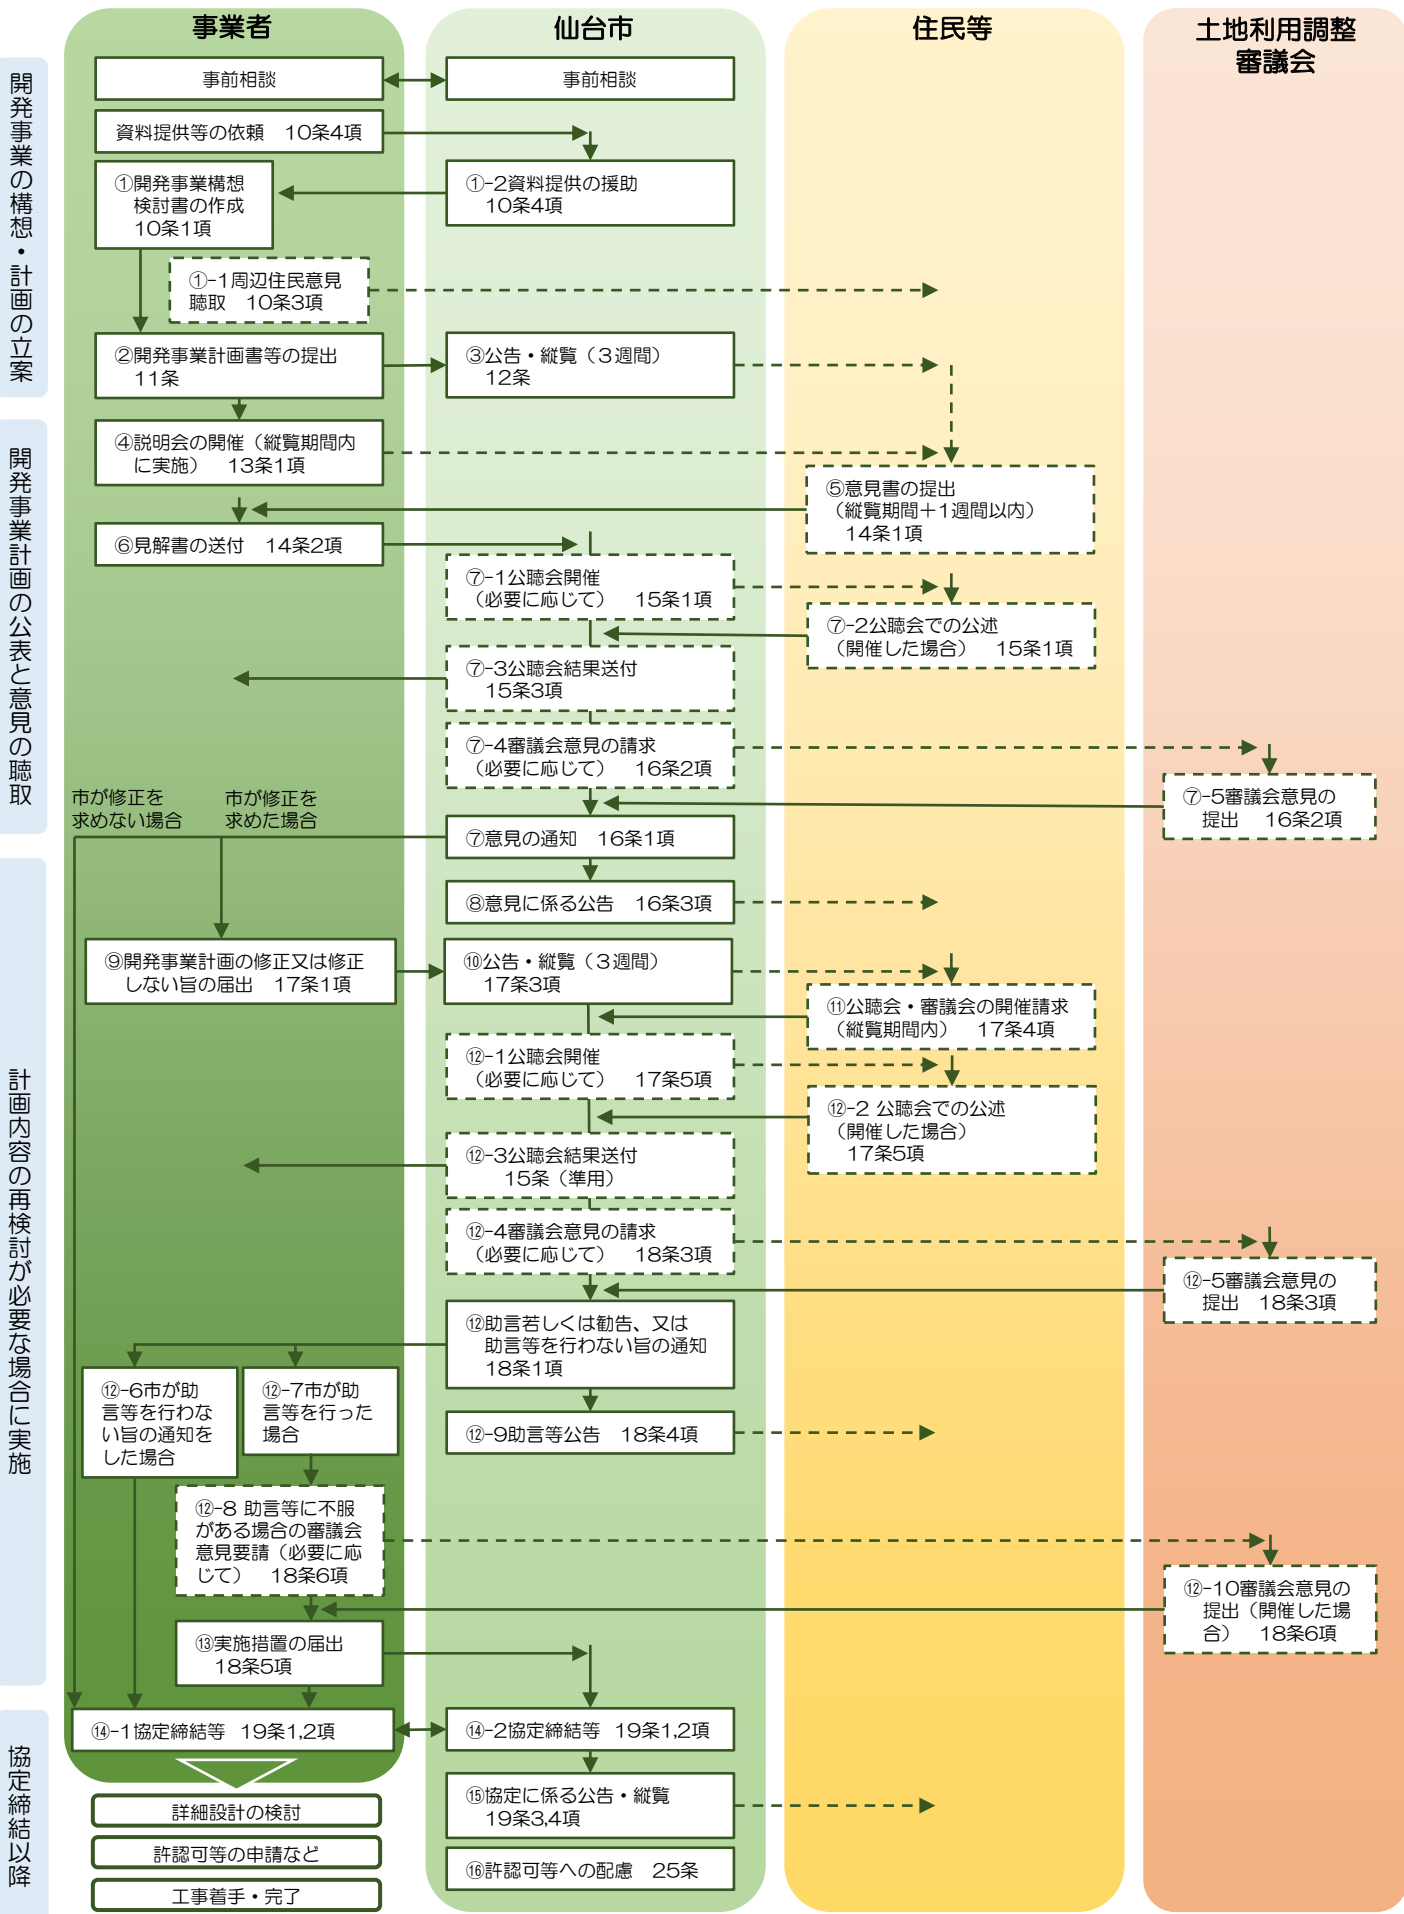 事業者
仙台市
住民等
土地利用調整
審議会
開発事業の構想・計画の立案
事前相談
事前相談
資料提供等の依頼　10条4項
①開発事業構想
検討書の作成
10条1項
①-2資料提供の援助
10条4項
①-1周辺住民意見
聴取　10条3項
②開発事業計画書等の提出
11条
③公告・縦覧（３週間）
12条
開発事業計画の公表と意見の聴取
④説明会の開催（縦覧期間内
に実施）　13条1項
⑤意見書の提出
（縦覧期間＋1週間以内）
14条1項
⑥見解書の送付　14条2項
⑦-1公聴会開催
（必要に応じて）　15条1項
⑦-2公聴会での公述
（開催した場合）　15条1項
⑦-3公聴会結果送付
15条3項
⑦-4審議会意見の請求
（必要に応じて）　16条2項
⑦-5審議会意見の
提出　16条2項
市が修正を
求めない場合
市が修正を
求めた場合
⑦意見の通知　16条1項
計画内容の再検討が必要な場合に実施
⑧意見に係る公告　16条3項
⑨開発事業計画の修正又は修正
しない旨の届出　17条1項
⑩公告・縦覧（３週間）
17条3項
⑪公聴会・審議会の開催請求
（縦覧期間内）　17条4項
⑫-1公聴会開催
（必要に応じて）　17条5項
⑫-2 公聴会での公述
（開催した場合）
17条5項
⑫-3公聴会結果送付
15条（準用）
⑫-4審議会意見の請求
（必要に応じて）　18条3項
⑫-5審議会意見の
提出　18条3項
⑫助言若しくは勧告、又は
助言等を行わない旨の通知
18条1項
⑫-6市が助
言等を行わな
い旨の通知を
した場合
⑫-7市が助
言等を行った
場合
⑫-9助言等公告　18条4項
⑫-8 助言等に不服
がある場合の審議会
意見要請（必要に応
じて）　18条6項
⑫-10審議会意見の
提出（開催した場
合）　18条6項
⑬実施措置の届出
18条5項
協定締結以降
⑭-1協定締結等　19条1,2項
⑭-2協定締結等　19条1,2項
⑮協定に係る公告・縦覧
19条3,4項
詳細設計の検討
許認可等の申請など
⑯許認可等への配慮　25条
工事着手・完了